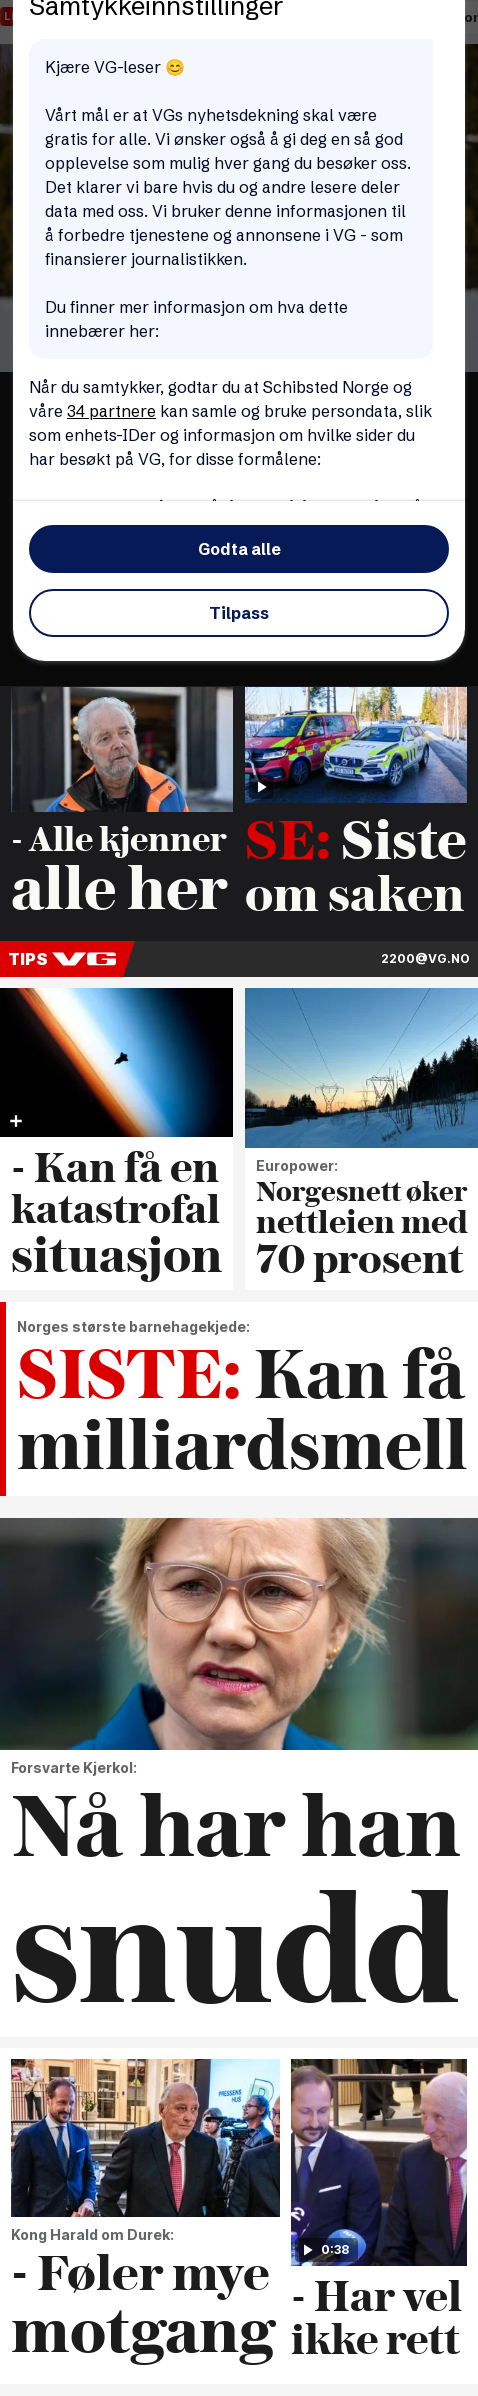 Samtykkeinnstillinger
Kjære VG-leser 😊
Vårt mål er at VGs nyhetsdekning skal være
gratis for alle. Vi ønsker også å gi deg en så god
opplevelse som mulig hver gang du besøker oss.
Det klarer vi bare hvis du og andre lesere deler
data med oss. Vi bruker denne informasjonen til
å forbedre tjenestene og annonsene i VG - som
finansierer journalistikken.
Du finner mer informasjon om hva dette
innebærer her:
Når du samtykker, godtar du at Schibsted Norge og
våre 34 partnere kan samle og bruke persondata, slik
som enhets-IDer og informasjon om hvilke sider du
har besøkt på VG, for disse formålene:
Godta alle
Tilpass
- Alle kjenner
alle her
SE: Siste
om saken
TIPS VG
2200@VG.NO
- Kan få en
katastrofal
situasjon
Europower:
Norgesnett øker
nettleien med
70 prosent
Norges største barnehagekjede:
SISTE: Kan få
milliardsmell
Forsvarte Kjerkol:
Nå har han
snudd
PRESSENS
HUS
Kong Harald om Durek:
- Føler mye
motgang
0:38
- Har vel
ikke rett